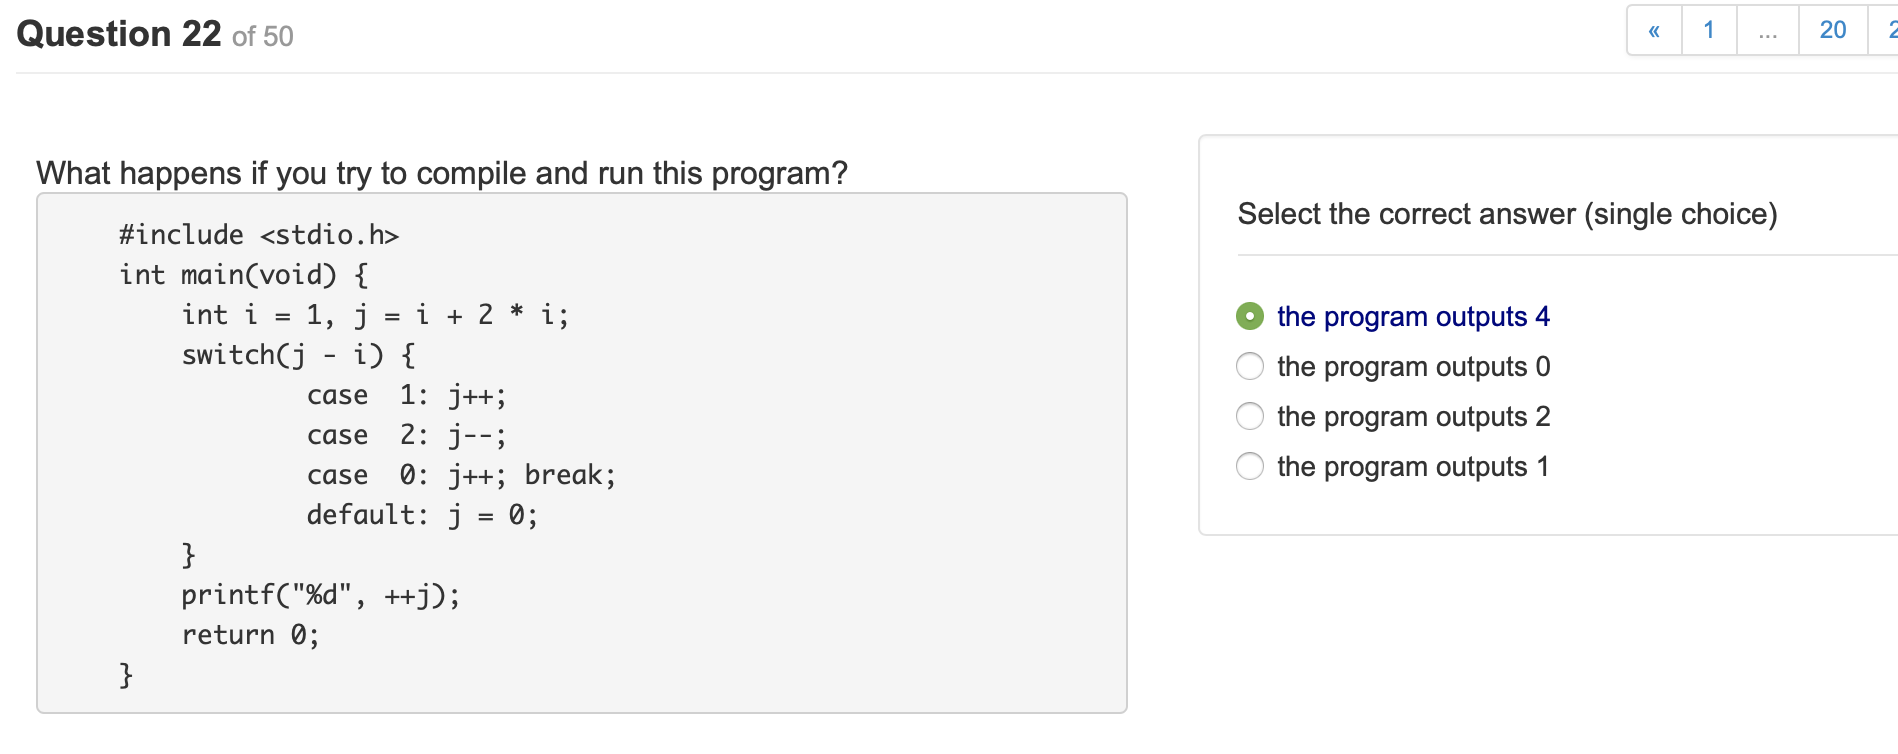 Question 22 of 50
« 1 ... 20 2
What happens if you try to compile and run this program?
#include <stdio.h>
int main(void) {
    int i = 1, j = i + 2 * i;
    switch(j - i) {
            case  1: j++;
            case  2: j--;
            case  0: j++; break;
            default: j = 0;
    }
    printf("%d", ++j);
    return 0;
}
Select the correct answer (single choice)
the program outputs 4
the program outputs 0
the program outputs 2
the program outputs 1